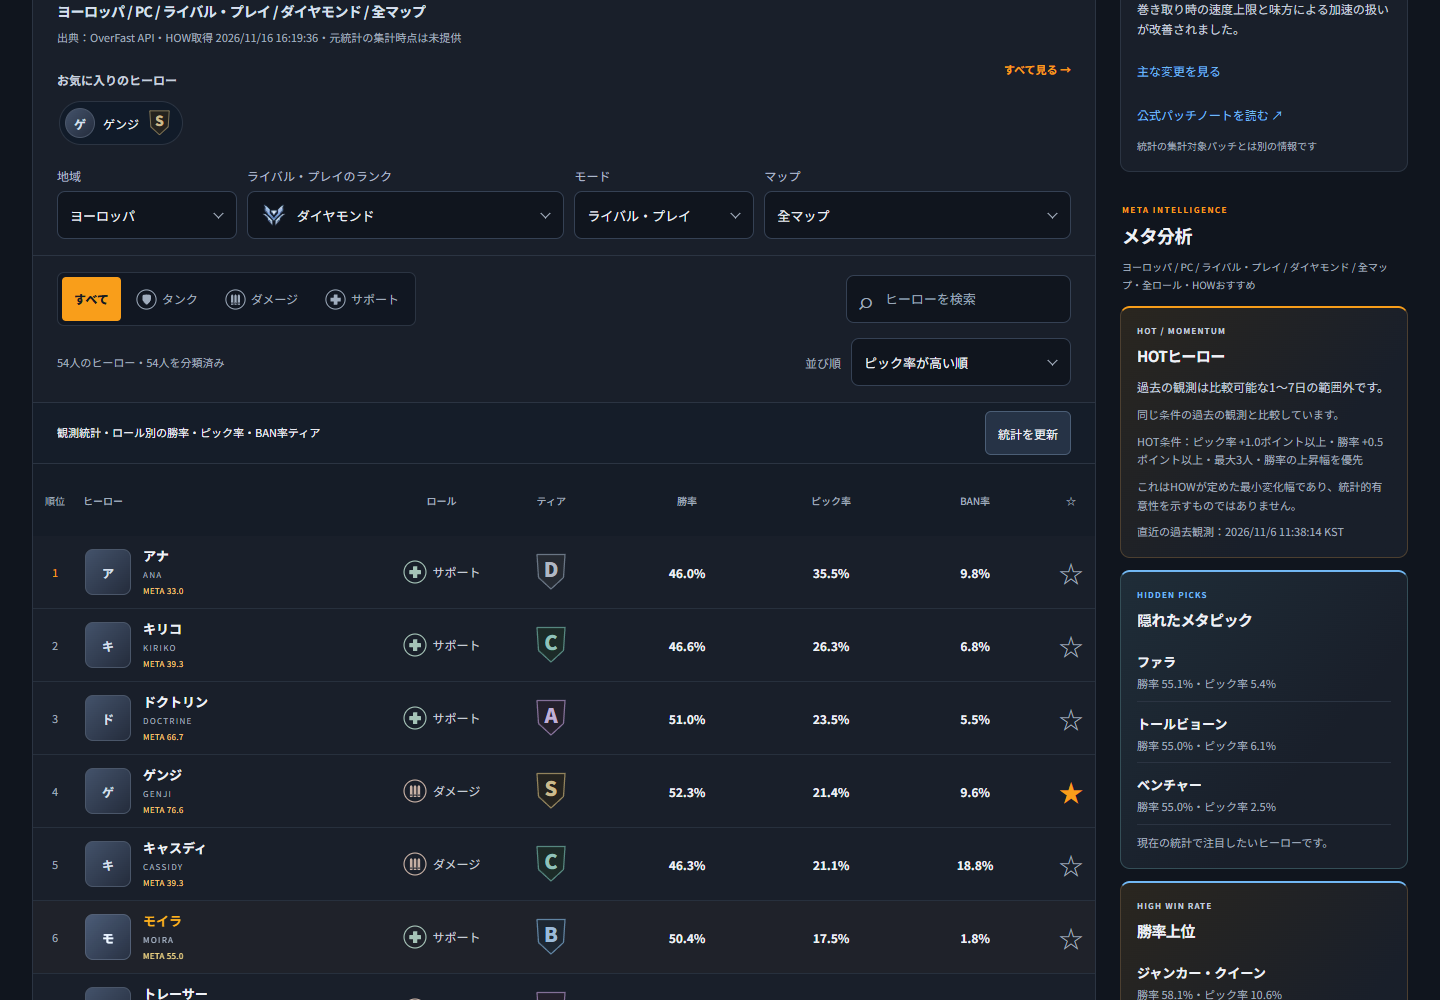 ヨーロッパ / PC / ライバル・プレイ / ダイヤモンド / 全マップ
出典：OverFast API・HOW取得 2026/11/16 16:19:36・元統計の集計時点は未提供
お気に入りのヒーロー
すべて見る →
ゲ ゲンジ S
地域
ライバル・プレイのランク
モード
マップ
ヨーロッパ
ダイヤモンド
ライバル・プレイ
全マップ
すべて
タンク
ダメージ
サポート
ヒーローを検索
54人のヒーロー・54人を分類済み
並び順
ピック率が高い順
観測統計・ロール別の勝率・ピック率・BAN率ティア
統計を更新
順位 ヒーロー ロール ティア 勝率 ピック率 BAN率 ☆
1 ア アナ サポート D 46.0% 35.5% 9.8% ☆
ANA
META 33.0
2 キ キリコ サポート C 46.6% 26.3% 6.8% ☆
KIRIKO
META 39.3
3 ド ドクトリン サポート A 51.0% 23.5% 5.5% ☆
DOCTRINE
META 66.7
4 ゲ ゲンジ ダメージ S 52.3% 21.4% 9.6% ★
GENJI
META 76.6
5 キ キャスディ ダメージ C 46.3% 21.1% 18.8% ☆
CASSIDY
META 39.3
6 モ モイラ サポート B 50.4% 17.5% 1.8% ☆
MOIRA
META 55.0
トレーサー
巻き取り時の速度上限と味方による加速の扱い
が改善されました。
主な変更を見る
公式パッチノートを読む ↗
統計の集計対象パッチとは別の情報です
META INTELLIGENCE
メタ分析
ヨーロッパ / PC / ライバル・プレイ / ダイヤモンド / 全マッ
プ・全ロール・HOWおすすめ
HOT / MOMENTUM
HOTヒーロー
過去の観測は比較可能な1〜7日の範囲外です。
同じ条件の過去の観測と比較しています。
HOT条件：ピック率 +1.0ポイント以上・勝率 +0.5
ポイント以上・最大3人・勝率の上昇幅を優先
これはHOWが定めた最小変化幅であり、統計的有
意性を示すものではありません。
直近の過去観測：2026/11/6 11:38:14 KST
HIDDEN PICKS
隠れたメタピック
ファラ
勝率 55.1%・ピック率 5.4%
トールビョーン
勝率 55.0%・ピック率 6.1%
ベンチャー
勝率 55.0%・ピック率 2.5%
現在の統計で注目したいヒーローです。
HIGH WIN RATE
勝率上位
ジャンカー・クイーン
勝率 58.1%・ピック率 10.6%